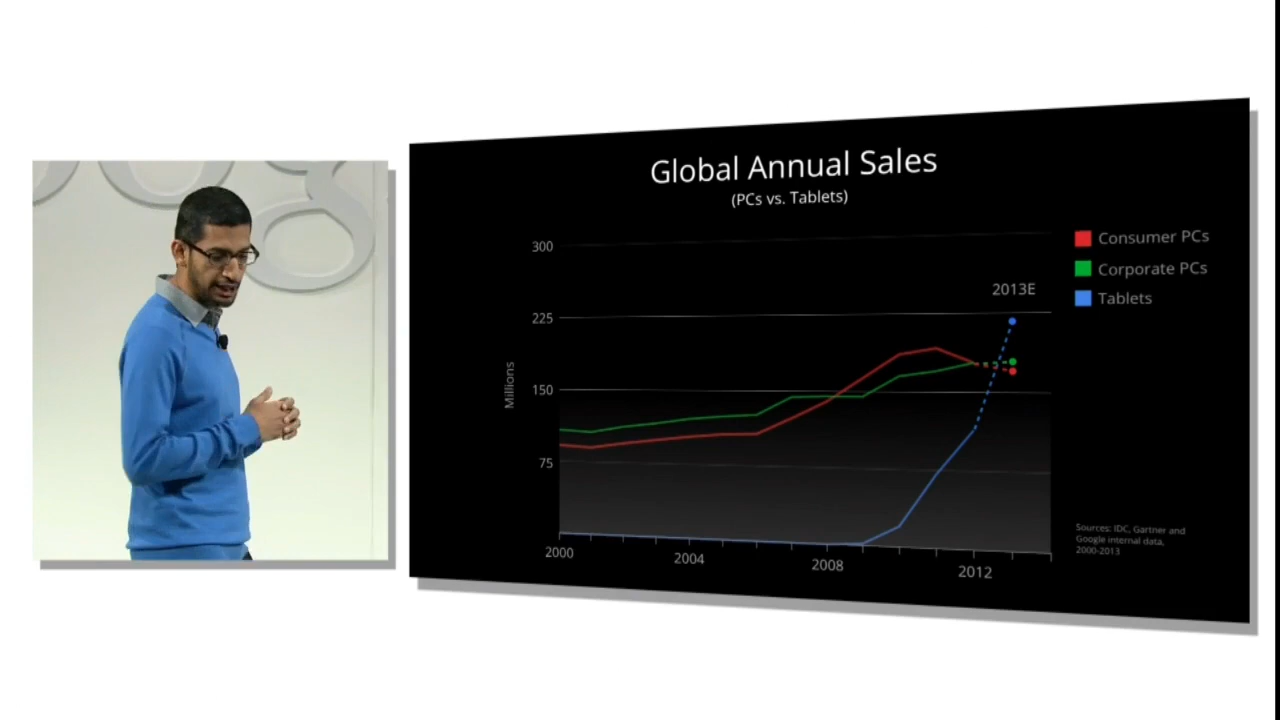 Global Annual Sales
(PCs vs. Tablets)
300
225
150
75
Millions
2013E
Consumer PCs
Corporate PCs
Tablets
2000
2004
2008
2012
Sources: IDC, Gartner and
Google internal data,
2000-2013